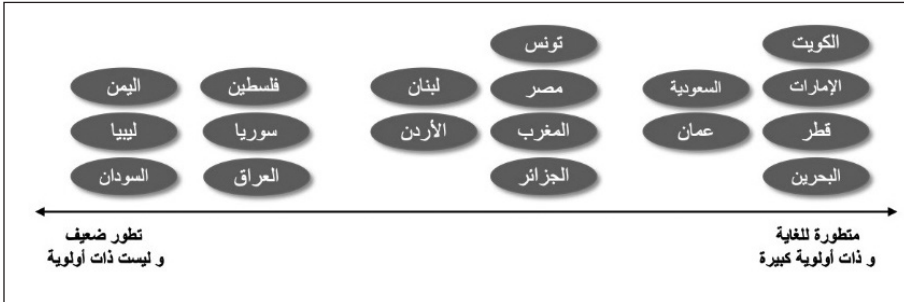 الكويت
تونس
الإمارات
السعودية
مصر
لبنان
فلسطين
اليمن
قطر
عمان
المغرب
الأردن
سوريا
ليبيا
البحرين
الجزائر
العراق
السودان
متطورة للغاية
و ذات أولوية كبيرة
تطور ضعيف
و ليست ذات أولوية